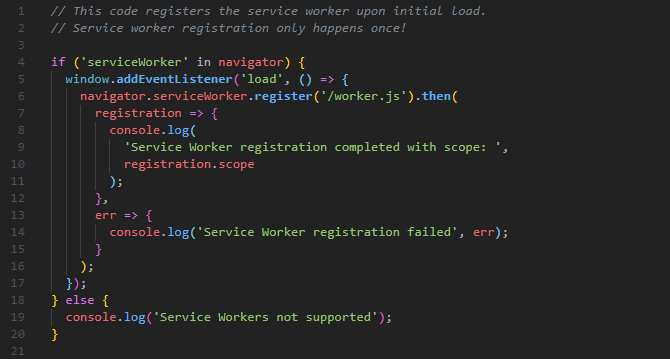 1 // This code registers the service worker upon initial load.
2 // Service worker registration only happens once!
3
4 if ('serviceWorker' in navigator) {
5   window.addEventListener('load', () => {
6     navigator.serviceWorker.register('/worker.js').then(
7       registration => {
8         console.log(
9           'Service Worker registration completed with scope: ',
10           registration.scope
11         );
12       },
13       err => {
14         console.log('Service Worker registration failed', err);
15       }
16     );
17   });
18 } else {
19   console.log('Service Workers not supported');
20 }
21